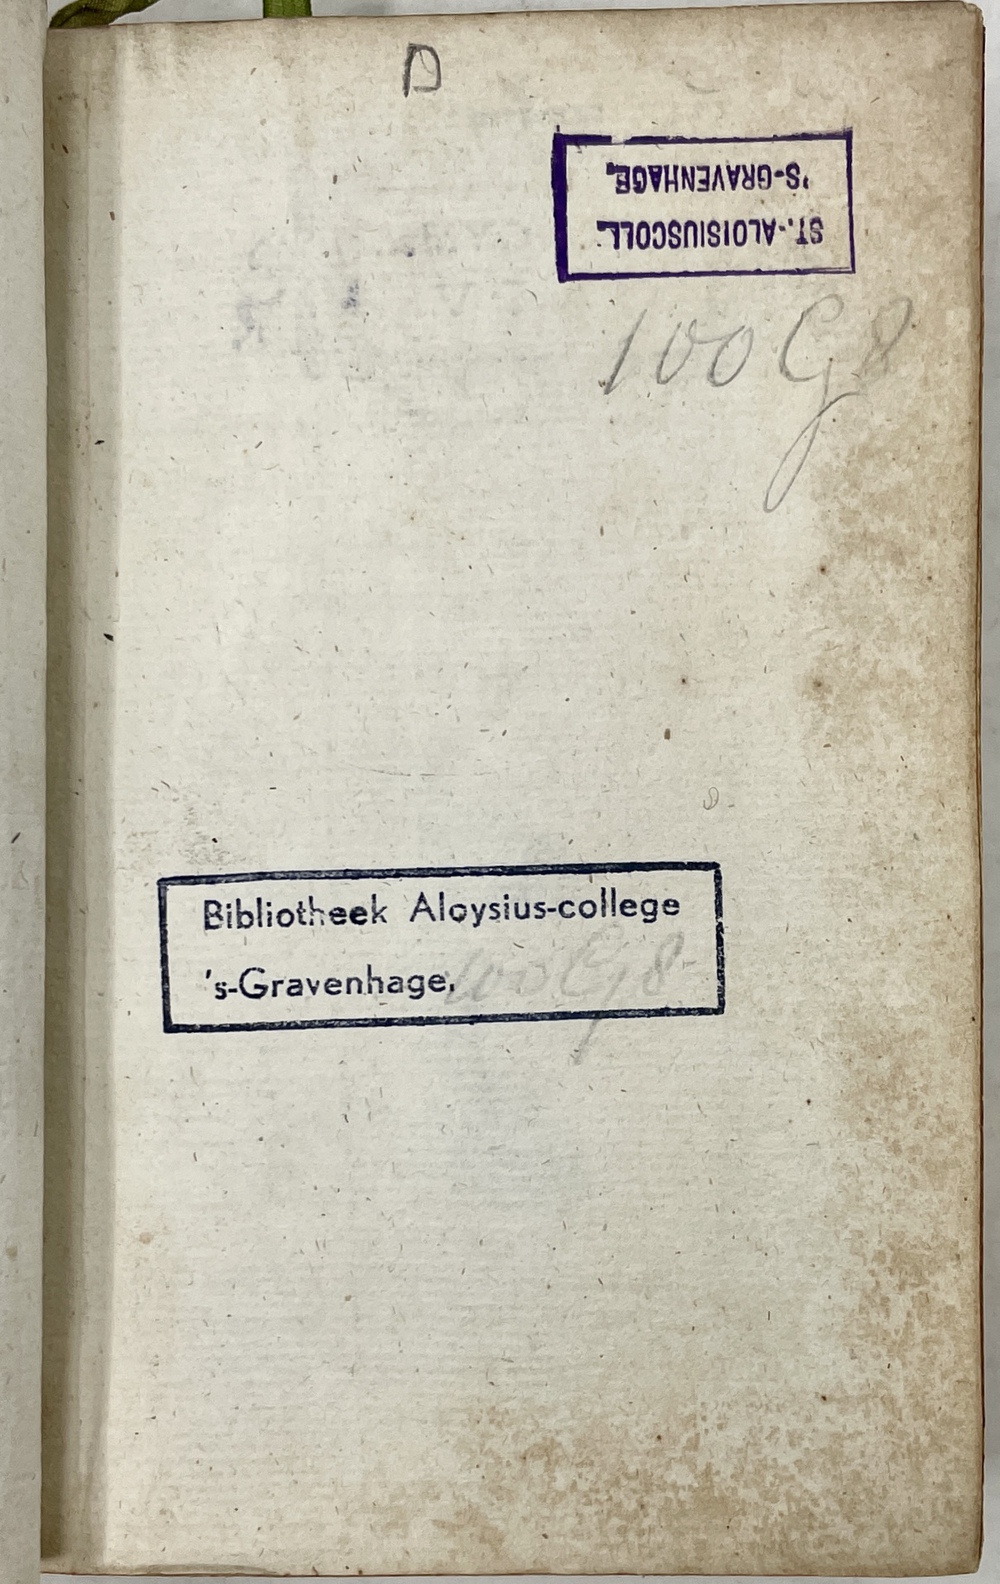 D
ST.-ALOISIUSCOLL.
'S-GRAVENHAGE.
100 G 8
Bibliotheek Aloysius-college
's-Gravenhage.
100 G 8